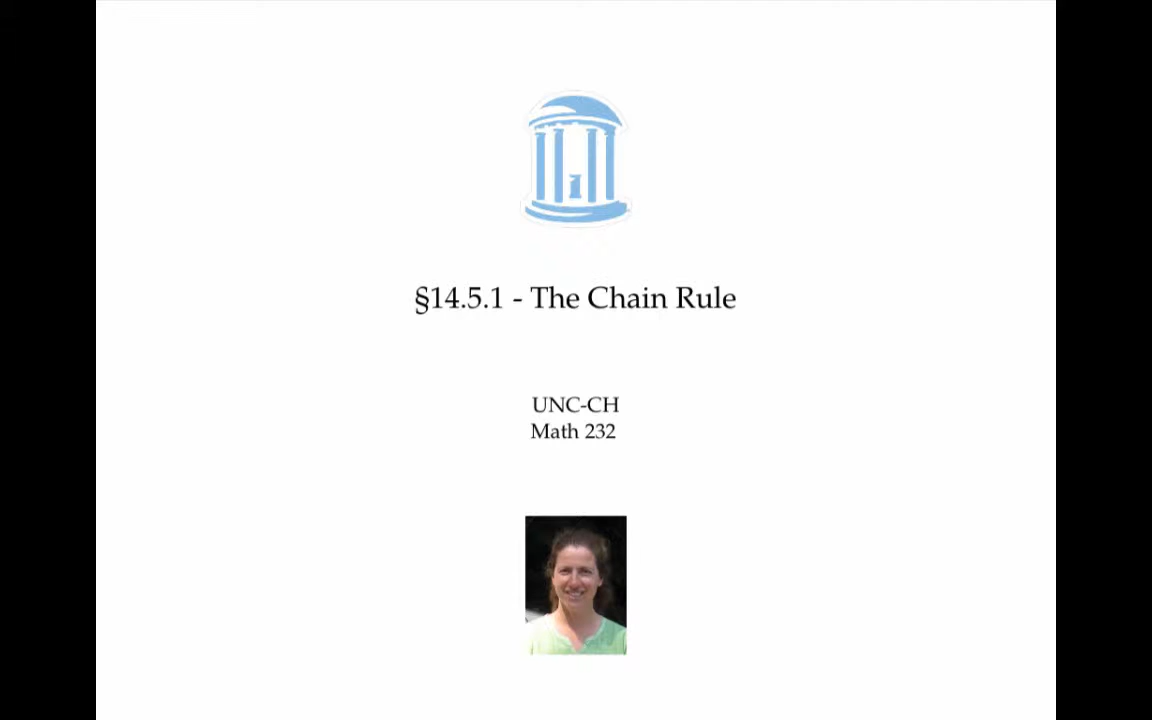 §14.5.1 - The Chain Rule
UNC-CH
Math 232